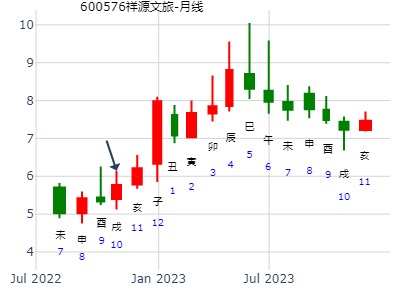 600576祥源文旅-月线
10
9
8
7
6
5
4
未
7
申
8
酉
9
戌
10
亥
11
子
12
丑
1
寅
2
卯
3
辰
4
巳
5
午
6
未
7
申
8
酉
9
戌
10
亥
11
Jul 2022
Jan 2023
Jul 2023